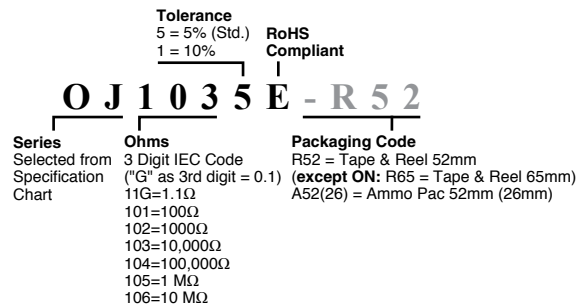 Tolerance
5 = 5% (Std.)
1 = 10%
RoHS
Compliant
O J 1 0 3 5 E - R 5 2
Series
Selected from
Specification
Chart
Ohms
3 Digit IEC Code
("G" as 3rd digit = 0.1)
11G=1.1Ω
101=100Ω
102=1000Ω
103=10,000Ω
104=100,000Ω
105=1 MΩ
106=10 MΩ
Packaging Code
R52 = Tape & Reel 52mm
(except ON: R65 = Tape & Reel 65mm)
A52(26) = Ammo Pac 52mm (26mm)